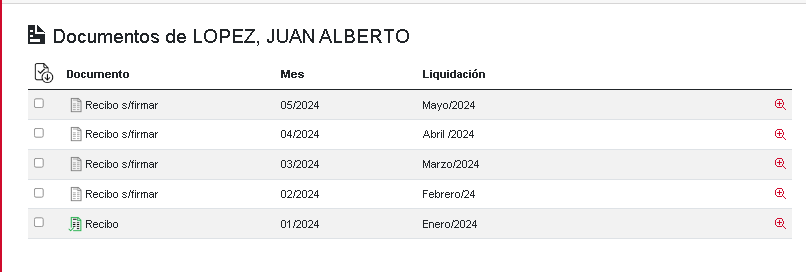 Documentos de LOPEZ, JUAN ALBERTO
Documento Mes Liquidación
Recibo s/firmar 05/2024 Mayo/2024
Recibo s/firmar 04/2024 Abril /2024
Recibo s/firmar 03/2024 Marzo/2024
Recibo s/firmar 02/2024 Febrero/24
Recibo 01/2024 Enero/2024